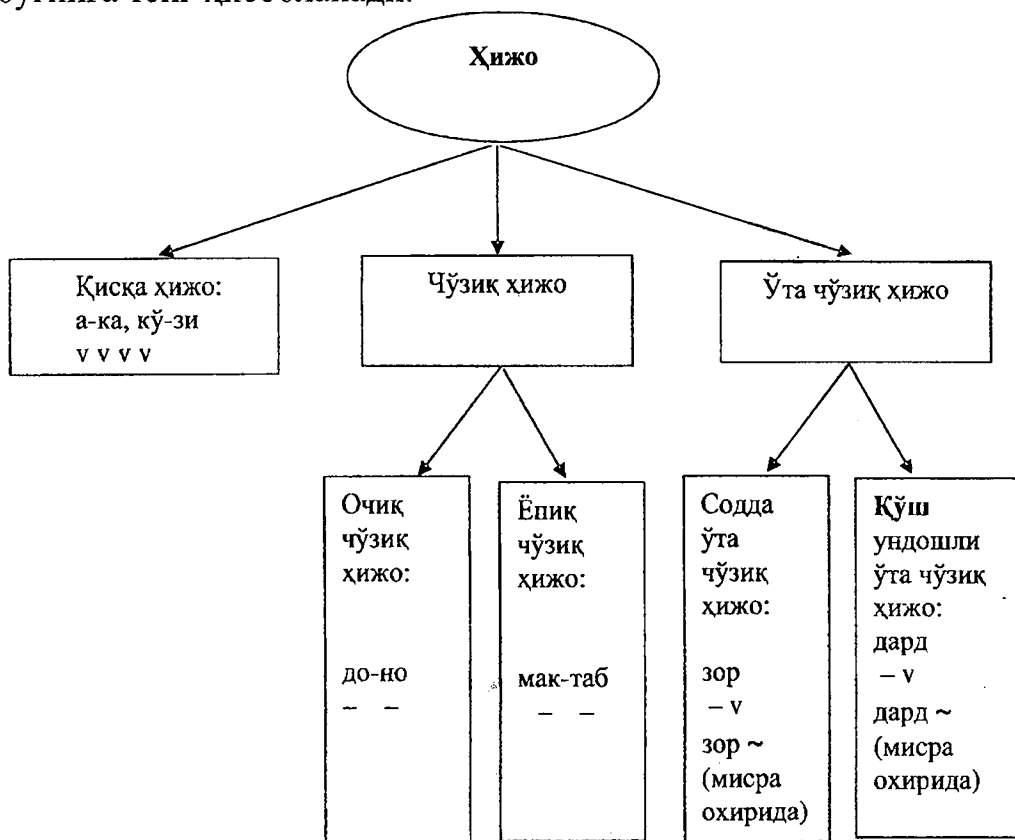 Ҳижо
Қисқа ҳижо:
а-ка, кў-зи
v v v v
Чўзиқ ҳижо
Ўта чўзиқ ҳижо
Очиқ
чўзиқ
ҳижо:
до-но
– –
Ёпиқ
чўзиқ
ҳижо:
мак-таб
– –
Содда
ўта
чўзиқ
ҳижо:
зор
– v
зор ~
(мисра
охирида)
Қўш
ундошли
ўта чўзиқ
ҳижо:
дард
– v
дард ~
(мисра
охирида)